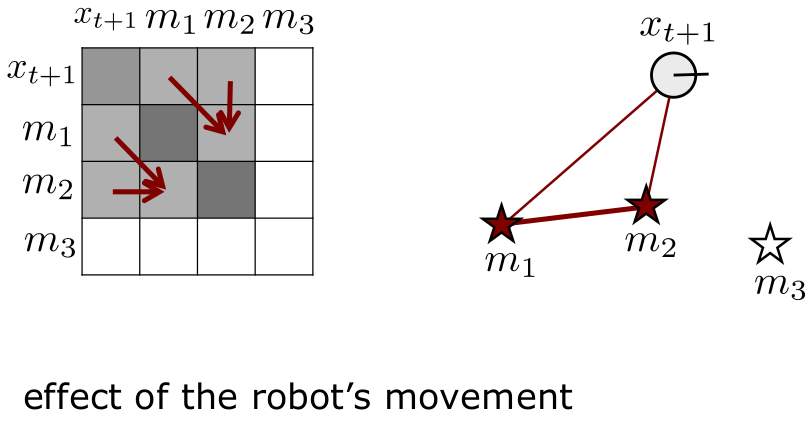 x_{t+1} m_1 m_2 m_3
x_{t+1}
m_1
m_2
m_3
x_{t+1}
m_1
m_2
m_3
effect of the robot’s movement